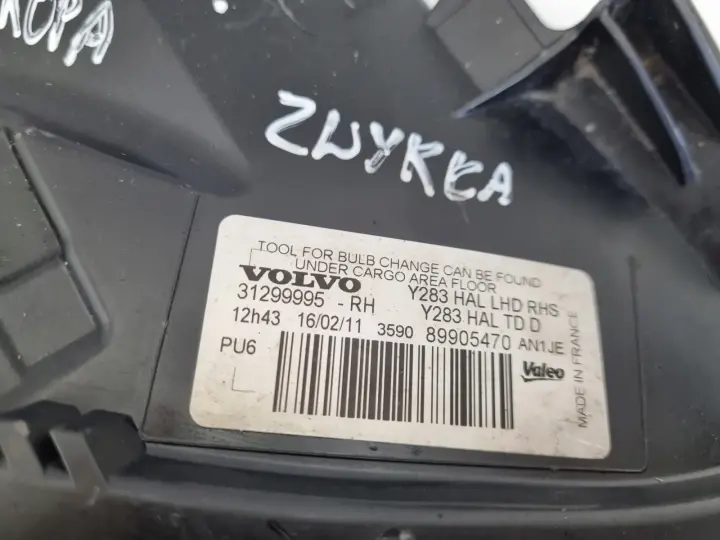 ZWYKŁA
TOOL FOR BULB CHANGE CAN BE FOUND
UNDER CARGO AREA FLOOR
VOLVO Y283 HAL LHD RHS
31299995 - RH Y283 HAL TD D
12h43 16/02/11 3590 89905470 AN1JE
PU6
Valeo
MADE IN FRANCE